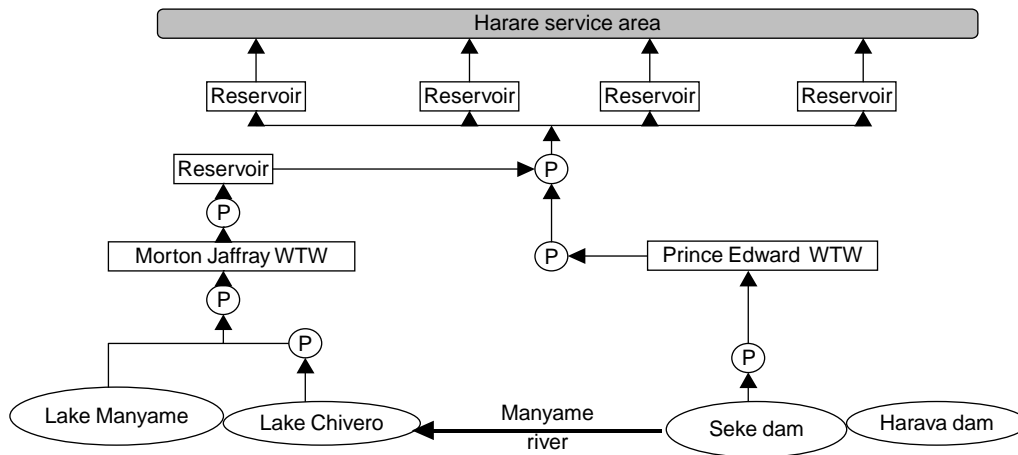 Harare service area
Reservoir
Reservoir
Reservoir
Reservoir
Reservoir
P
P
Morton Jaffray WTW
P
Prince Edward WTW
P
P
P
Lake Manyame
Lake Chivero
Manyame
river
Seke dam
Harava dam